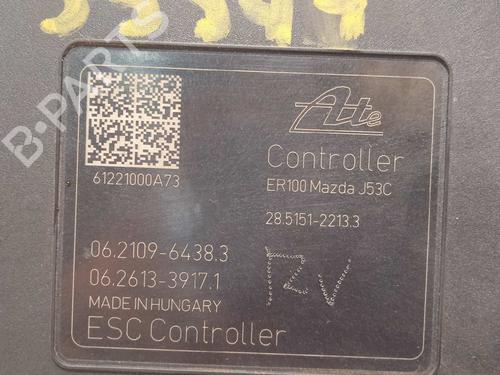 Ate
Controller
61221000A73
ER100 Mazda J53C
28.5151-2213.3
06.2109-6438.3
06.2613-3917.1
MADE IN HUNGARY
ESC Controller
B-PARTS